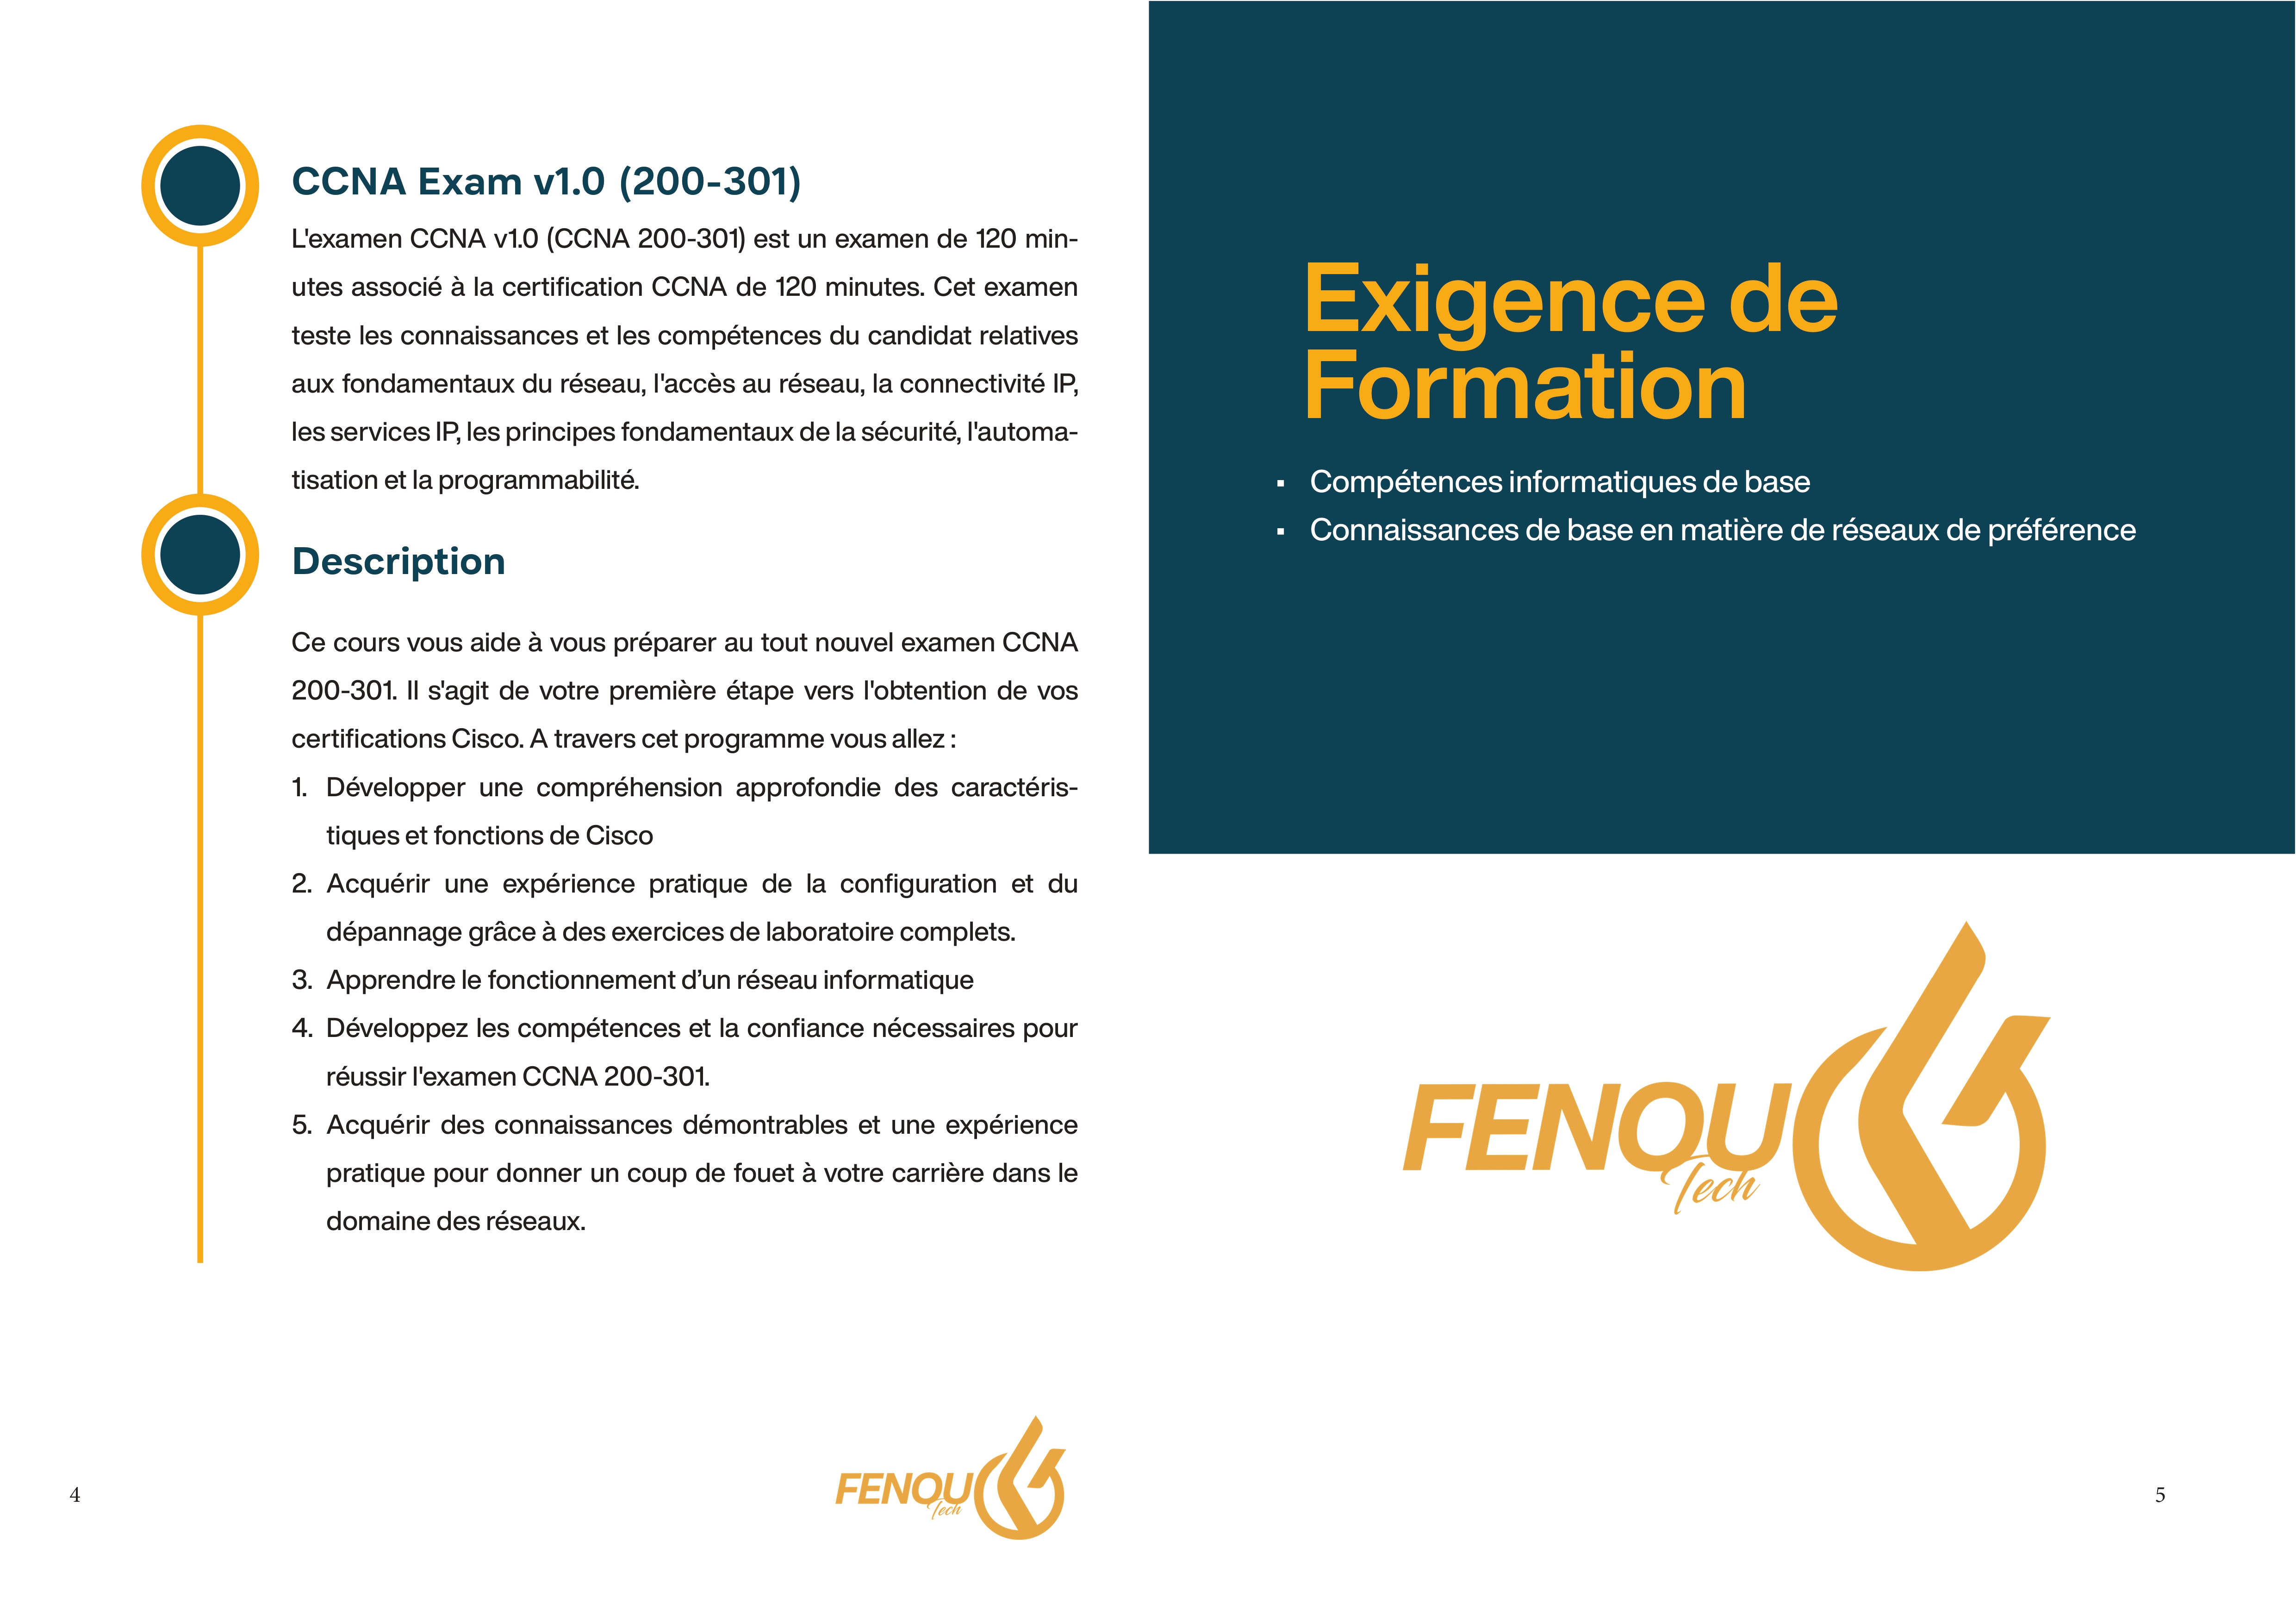 CCNA Exam v1.0 (200-301)
L'examen CCNA v1.0 (CCNA 200-301) est un examen de 120 min-
utes associé à la certification CCNA de 120 minutes. Cet examen
teste les connaissances et les compétences du candidat relatives
aux fondamentaux du réseau, l'accès au réseau, la connectivité IP,
les services IP, les principes fondamentaux de la sécurité, l'automa-
tisation et la programmabilité.
Description
Ce cours vous aide à vous préparer au tout nouvel examen CCNA
200-301. Il s'agit de votre première étape vers l'obtention de vos
certifications Cisco. A travers cet programme vous allez :
1. Développer une compréhension approfondie des caractéris-
tiques et fonctions de Cisco
2. Acquérir une expérience pratique de la configuration et du
dépannage grâce à des exercices de laboratoire complets.
3. Apprendre le fonctionnement d’un réseau informatique
4. Développez les compétences et la confiance nécessaires pour
réussir l'examen CCNA 200-301.
5. Acquérir des connaissances démontrables et une expérience
pratique pour donner un coup de fouet à votre carrière dans le
domaine des réseaux.
FENOU
Tech
4
Exigence de
Formation
▪ Compétences informatiques de base
▪ Connaissances de base en matière de réseaux de préférence
FENOU
Tech
5